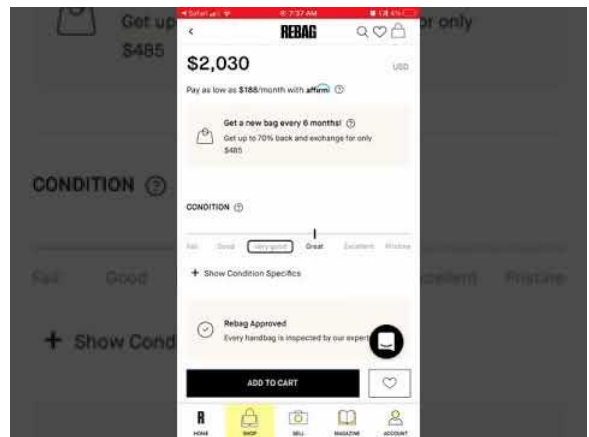 Safari
7:37 AM
REBAG
$2,030
USD
Pay as low as $188/month with affirm
Get a new bag every 6 months!
Get up to 70% back and exchange for only
$485
CONDITION
Fair Good Very good Great Excellent Pristine
+ Show Condition Specifics
Rebag Approved
Every handbag is inspected by our expert
ADD TO CART
R
HOME SHOP SELL MAGAZINE ACCOUNT
Get up
or only
$485
CONDITION
Fair Good
Pristine
+ Show Cond